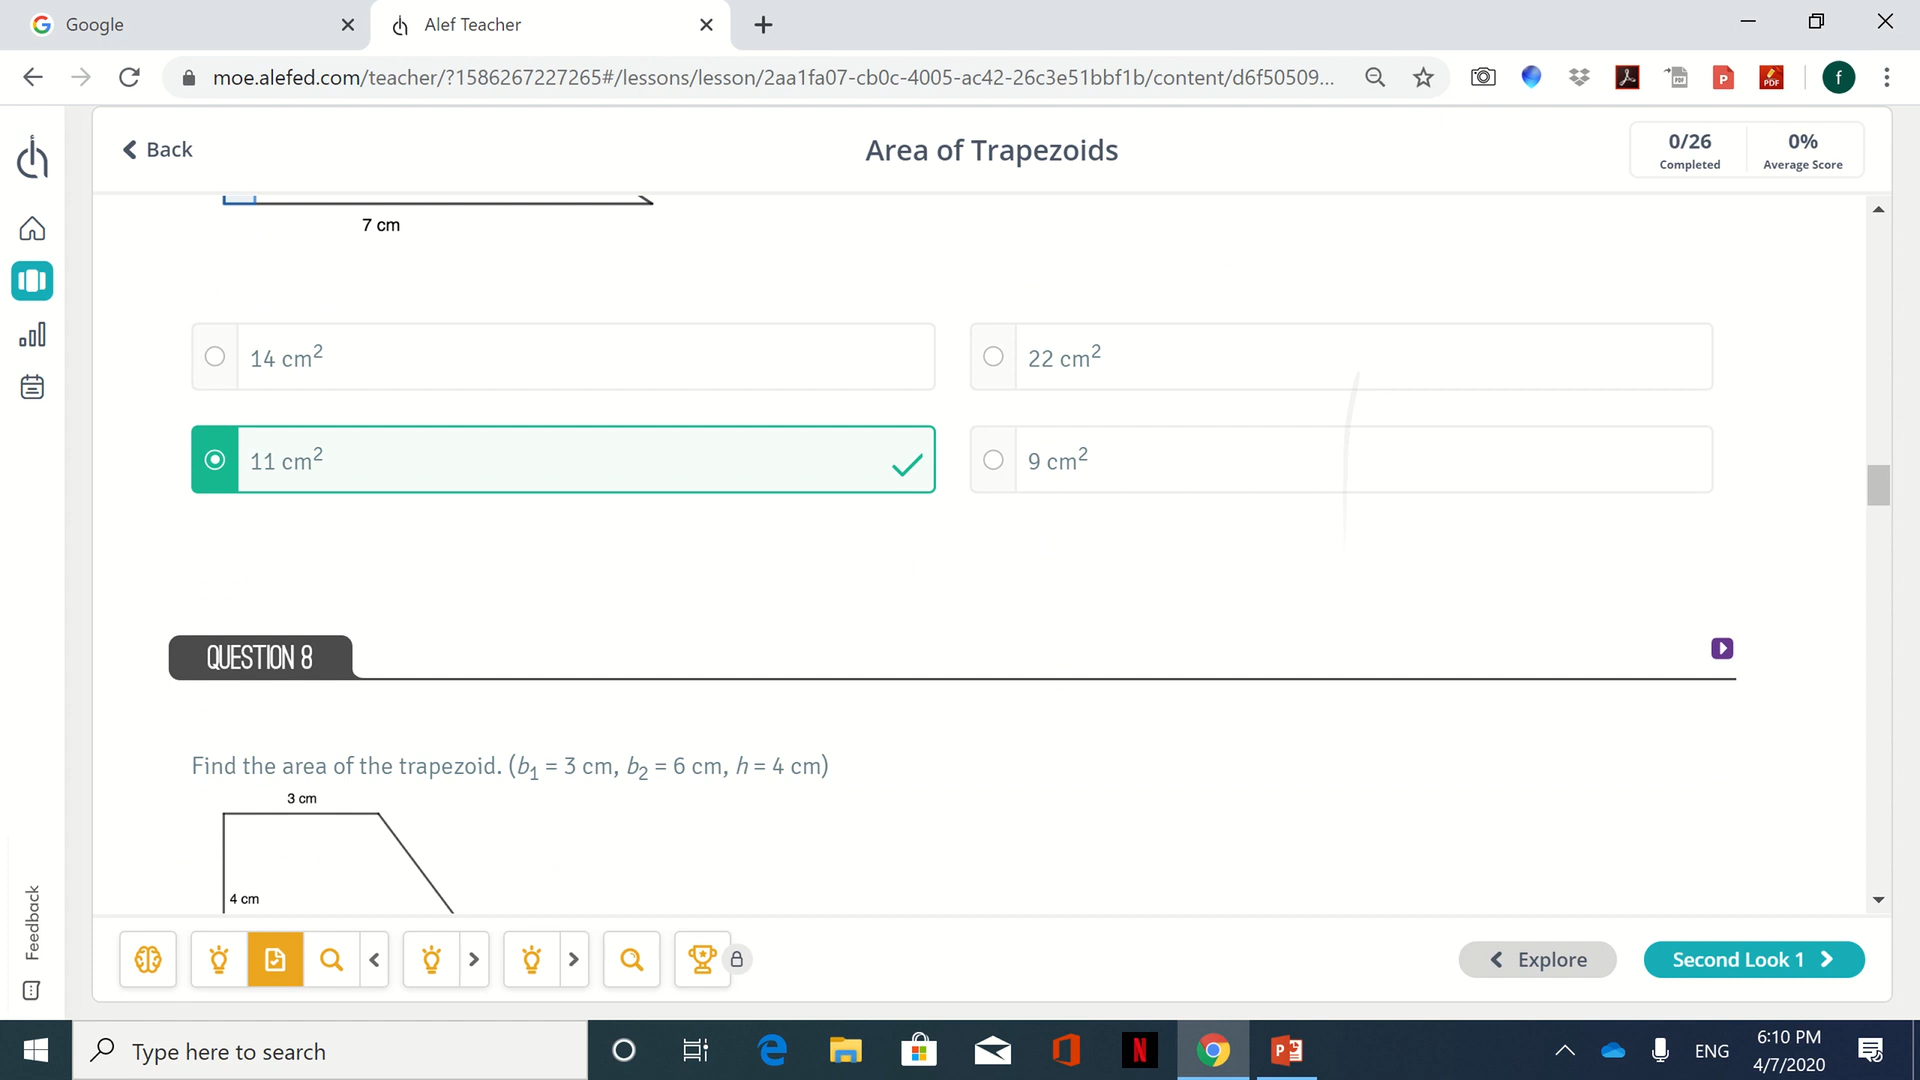 Google
Alef Teacher
moe.alefed.com/teacher/?1586267227265#/lessons/lesson/2aa1fa07-cb0c-4005-ac42-26c3e51bbf1b/content/d6f50509...
PDF
P
PDF
f
Back
Area of Trapezoids
0/26
Completed
0%
Average Score
7 cm
14 cm²
22 cm²
11 cm²
9 cm²
QUESTION 8
Find the area of the trapezoid. (b₁ = 3 cm, b₂ = 6 cm, h = 4 cm)
3 cm
4 cm
Feedback
Explore
Second Look 1
Type here to search
N
P
ENG
6:10 PM
4/7/2020